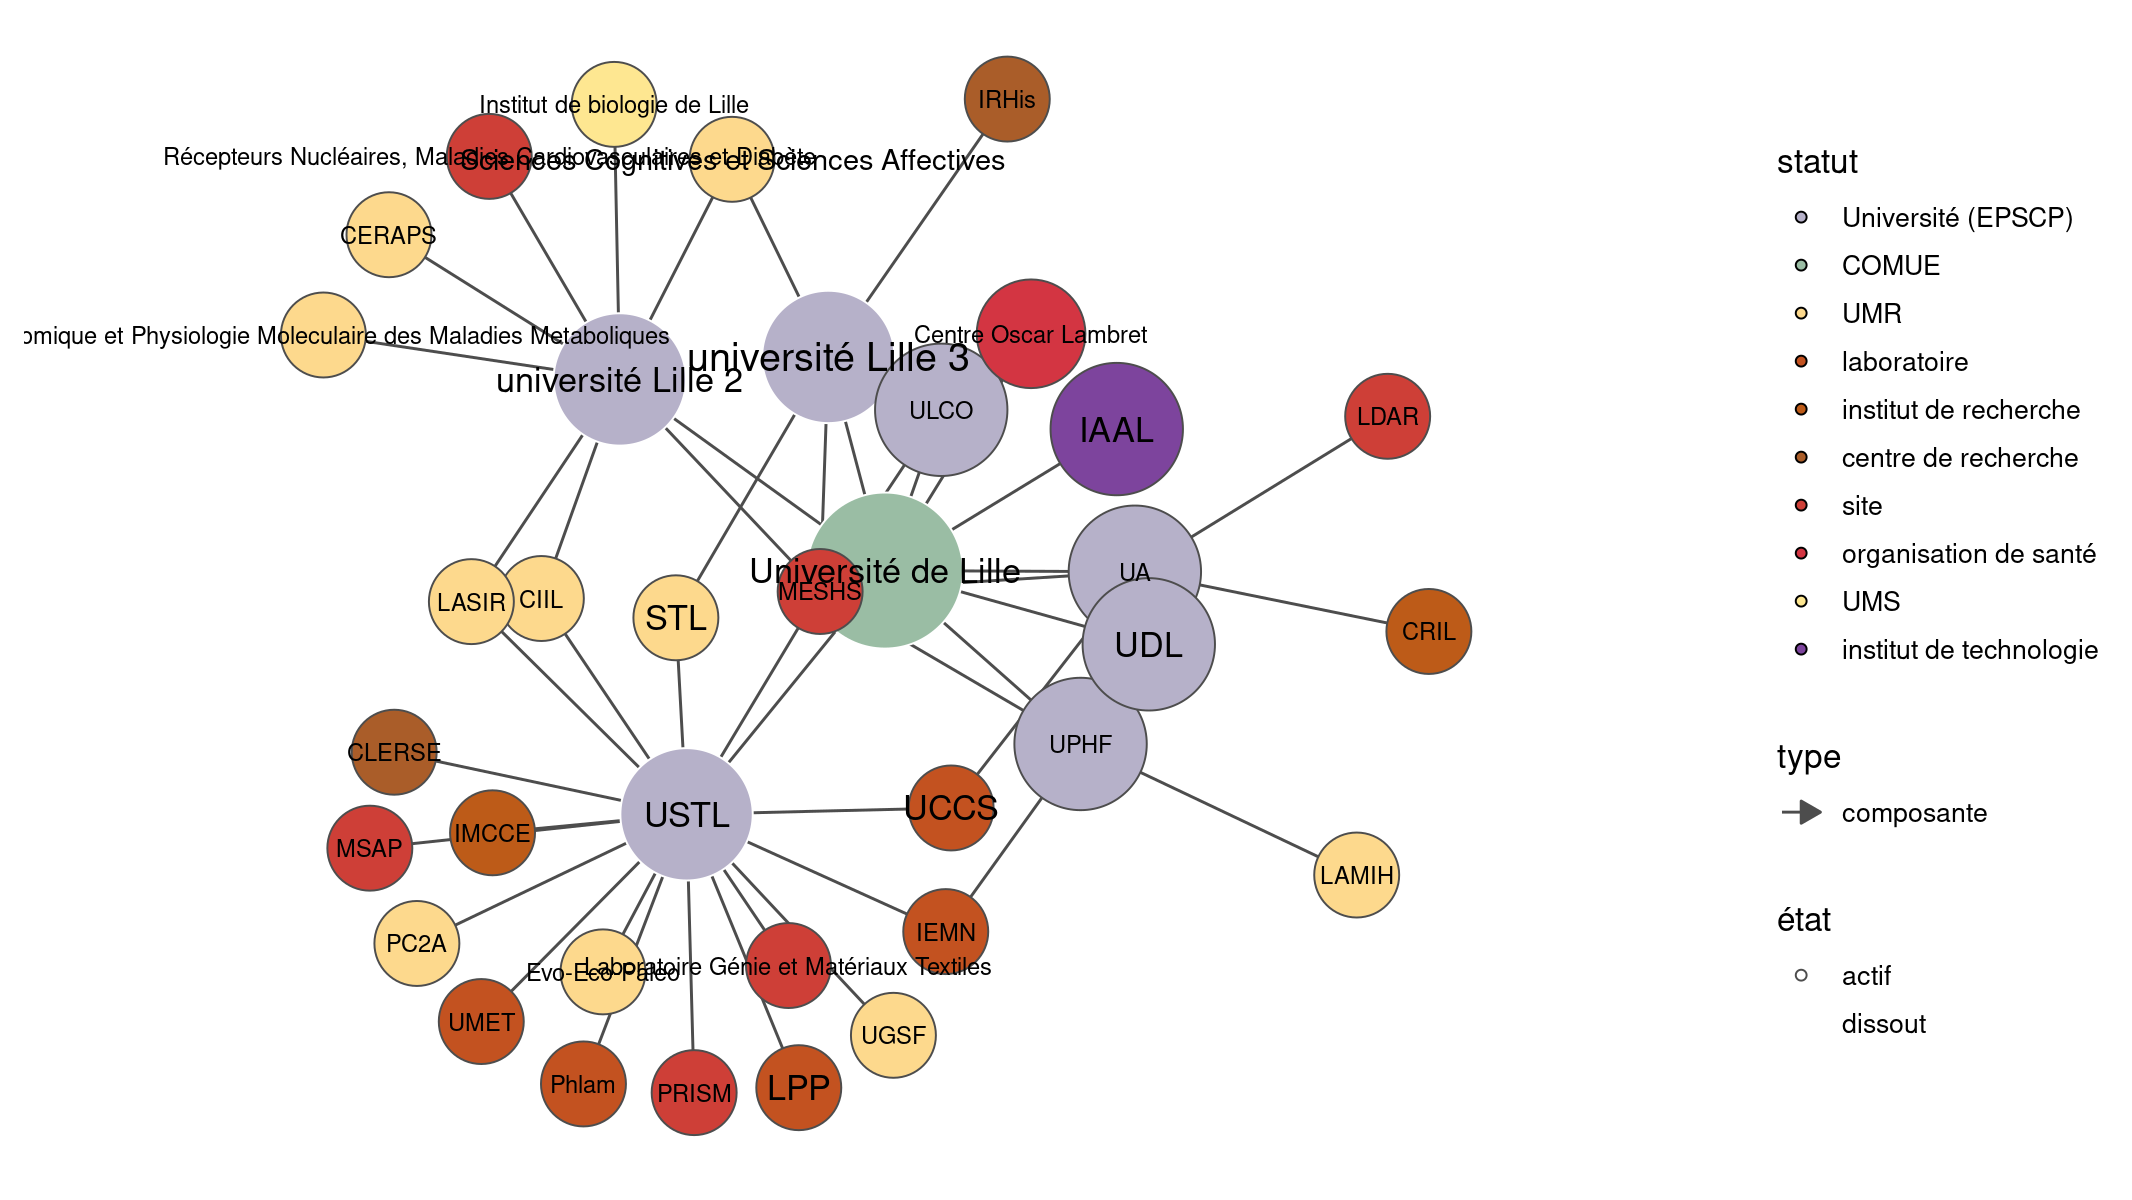 Institut de biologie de Lille
IRHis
Récepteurs Nucléaires, Maladies Cardiovasculaires et Diabète
Sciences Cognitives et Sciences Affectives
CERAPS
omique et Physiologie Moleculaire des Maladies Metaboliques
université Lille 2
université Lille 3
Centre Oscar Lambret
ULCO
IAAL
LDAR
Université de Lille
MESHS
UA
UDL
CRIL
LASIR
CIIL
STL
UPHF
CLERSE
MSAP
IMCCE
USTL
UCCS
LAMIH
PC2A
IEMN
Evo-Eco-Paleo
Laboratoire Génie et Matériaux Textiles
UMET
UGSF
Phlam
PRISM
LPP
statut
Université (EPSCP)
COMUE
UMR
laboratoire
institut de recherche
centre de recherche
site
organisation de santé
UMS
institut de technologie
type
composante
état
actif
dissout